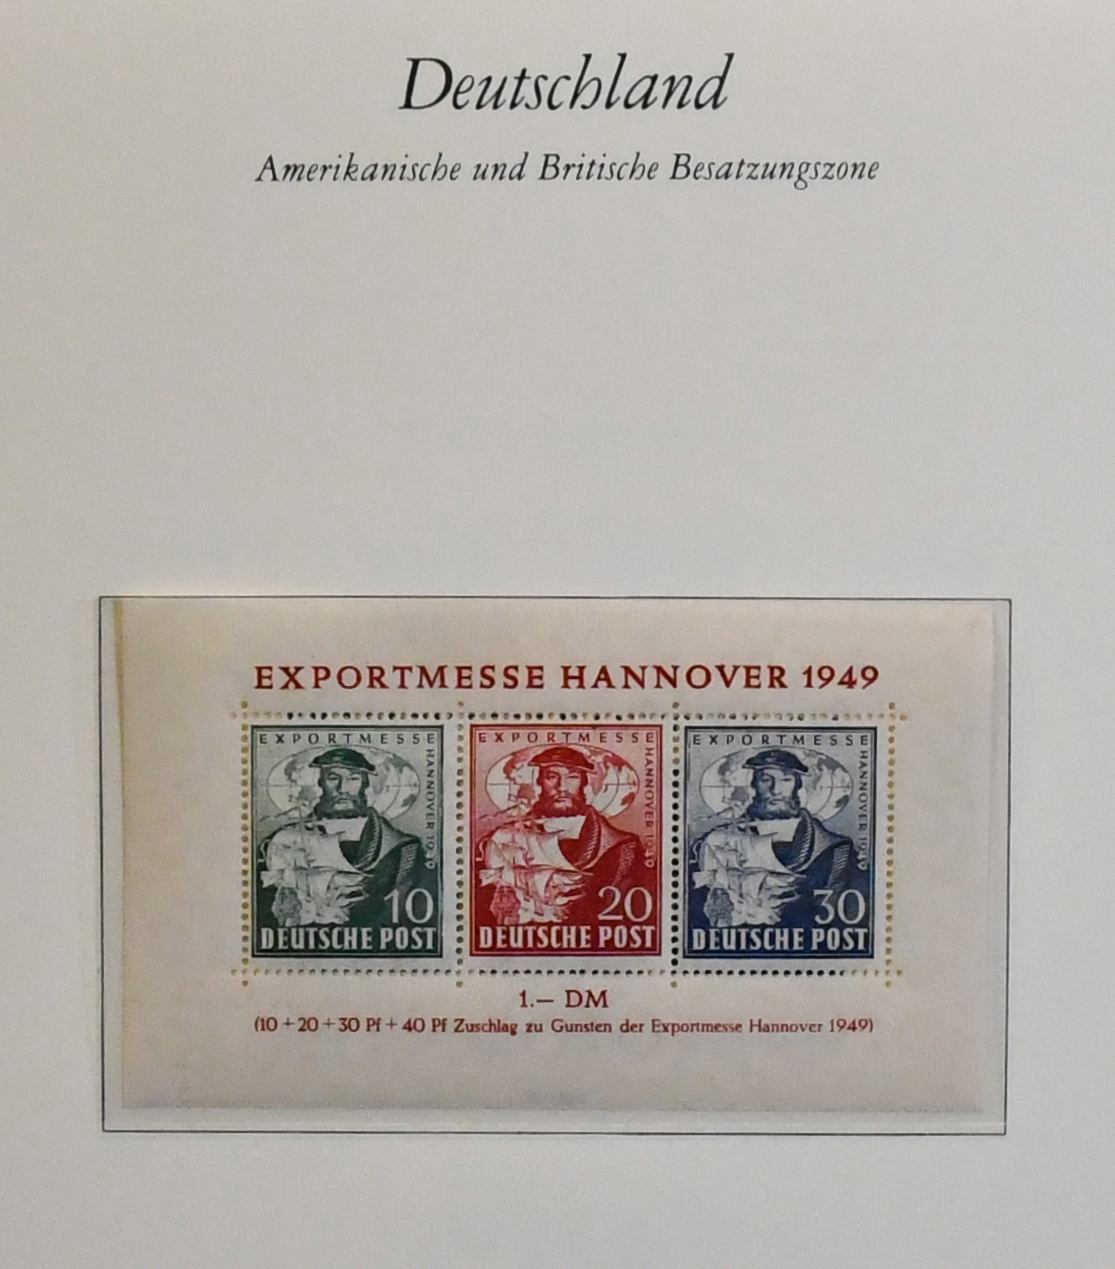 Deutschland
Amerikanische und Britische Besatzungszone
EXPORTMESSE HANNOVER 1949
EXPORTMESSE
HANNOVER 1949
10
DEUTSCHE POST
EXPORTMESSE
HANNOVER 1949
20
DEUTSCHE POST
EXPORTMESSE
HANNOVER 1949
30
DEUTSCHE POST
1.— DM
(10 + 20 + 30 Pf + 40 Pf Zuschlag zu Gunsten der Exportmesse Hannover 1949)